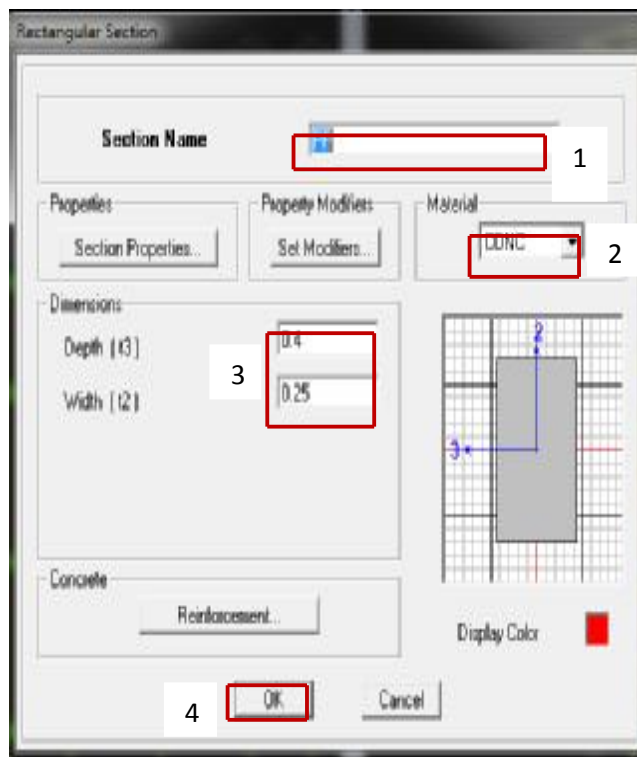 Rectangular Section
Section Name
1
Properties
Property Modifiers
Material
Section Properties...
Set Modifiers...
CONC
2
Dimensions
Depth ( t3 )
0.4
3
Width ( t2 )
0.25
2
3
Concrete
Reinforcement...
Display Color
4
OK
Cancel